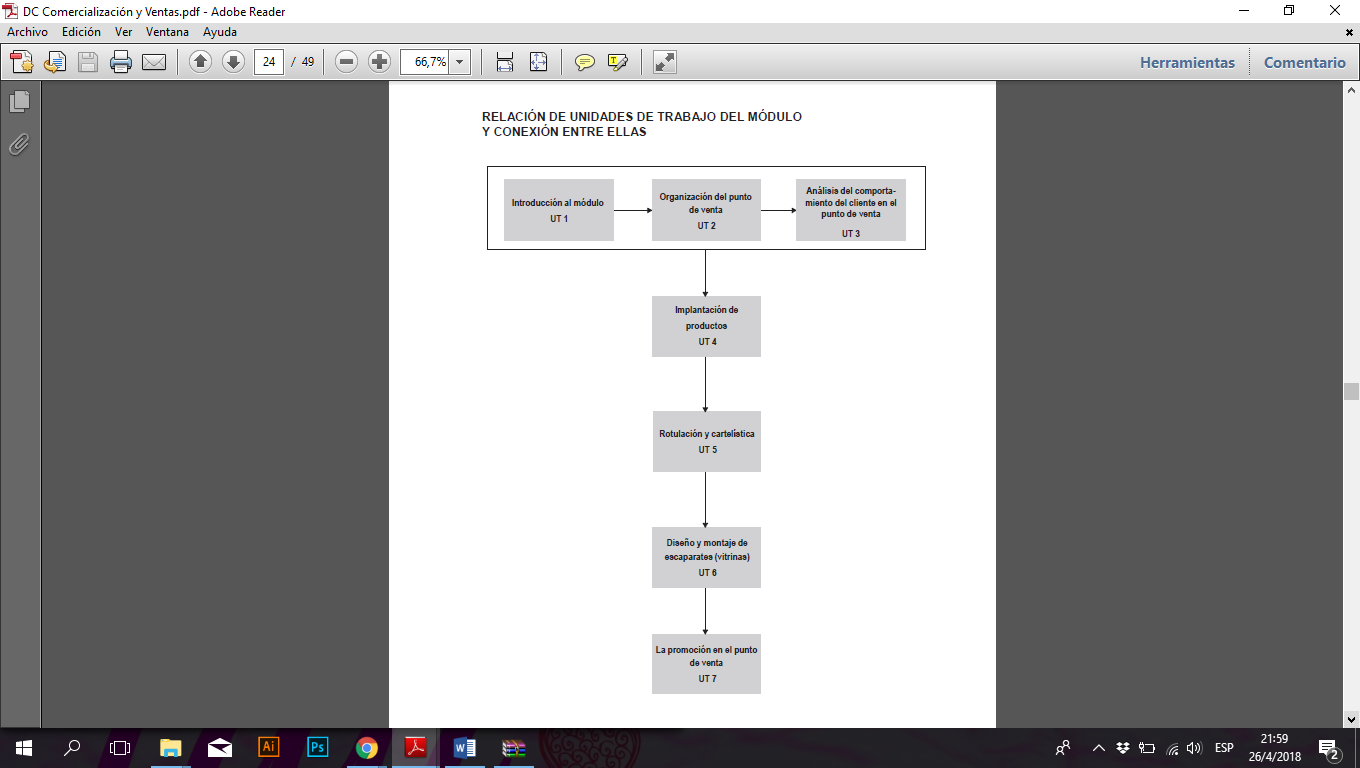 DC Comercialización y Ventas.pdf - Adobe Reader
Archivo Edición Ver Ventana Ayuda
24 / 49 66,7% Herramientas Comentario
RELACIÓN DE UNIDADES DE TRABAJO DEL MÓDULO
Y CONEXIÓN ENTRE ELLAS
Introducción al módulo
UT 1
Organización del punto
de venta
UT 2
Análisis del comporta-
miento del cliente en el
punto de venta
UT 3
Implantación de
productos
UT 4
Rotulación y cartelística
UT 5
Diseño y montaje de
escaparates (vitrinas)
UT 6
La promoción en el punto
de venta
UT 7
Ai Ps
ESP
21:59
26/4/2018
2